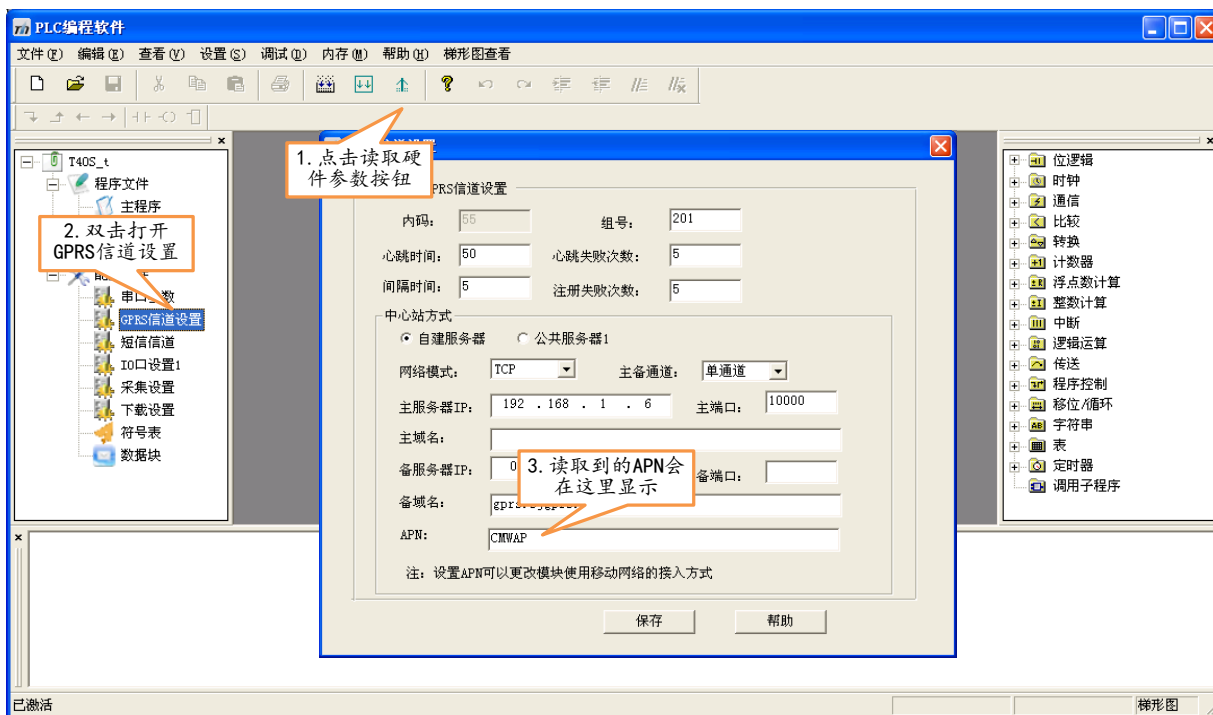 PLC编程软件
文件(F) 编辑(E) 查看(V) 设置(S) 调试(D) 内存(M) 帮助(H) 梯形图查看
T40S_t
程序文件
主程序
1. 点击读取硬
件参数按钮
2. 双击打开
GPRS信道设置
串口
数
GPRS信道设置
短信信道
IO口设置1
采集设置
下载设置
符号表
数据块
PRS信道设置
内码: 55 组号: 201
心跳时间: 50 心跳失败次数: 5
间隔时间: 5 注册失败次数: 5
中心站方式
自建服务器 公共服务器1
网络模式: TCP 主备通道: 单通道
主服务器IP: 192 . 168 . 1 . 6 主端口: 10000
主域名:
备服务器IP: 0 备端口:
3. 读取到的APN会
在这里显示
备域名:
APN: CMWAP
注: 设置APN可以更改模块使用移动网络的接入方式
保存 帮助
位逻辑
时钟
通信
比较
转换
计数器
浮点数计算
整数计算
中断
逻辑运算
传送
程序控制
移位/循环
字符串
表
定时器
调用子程序
已激活 梯形图